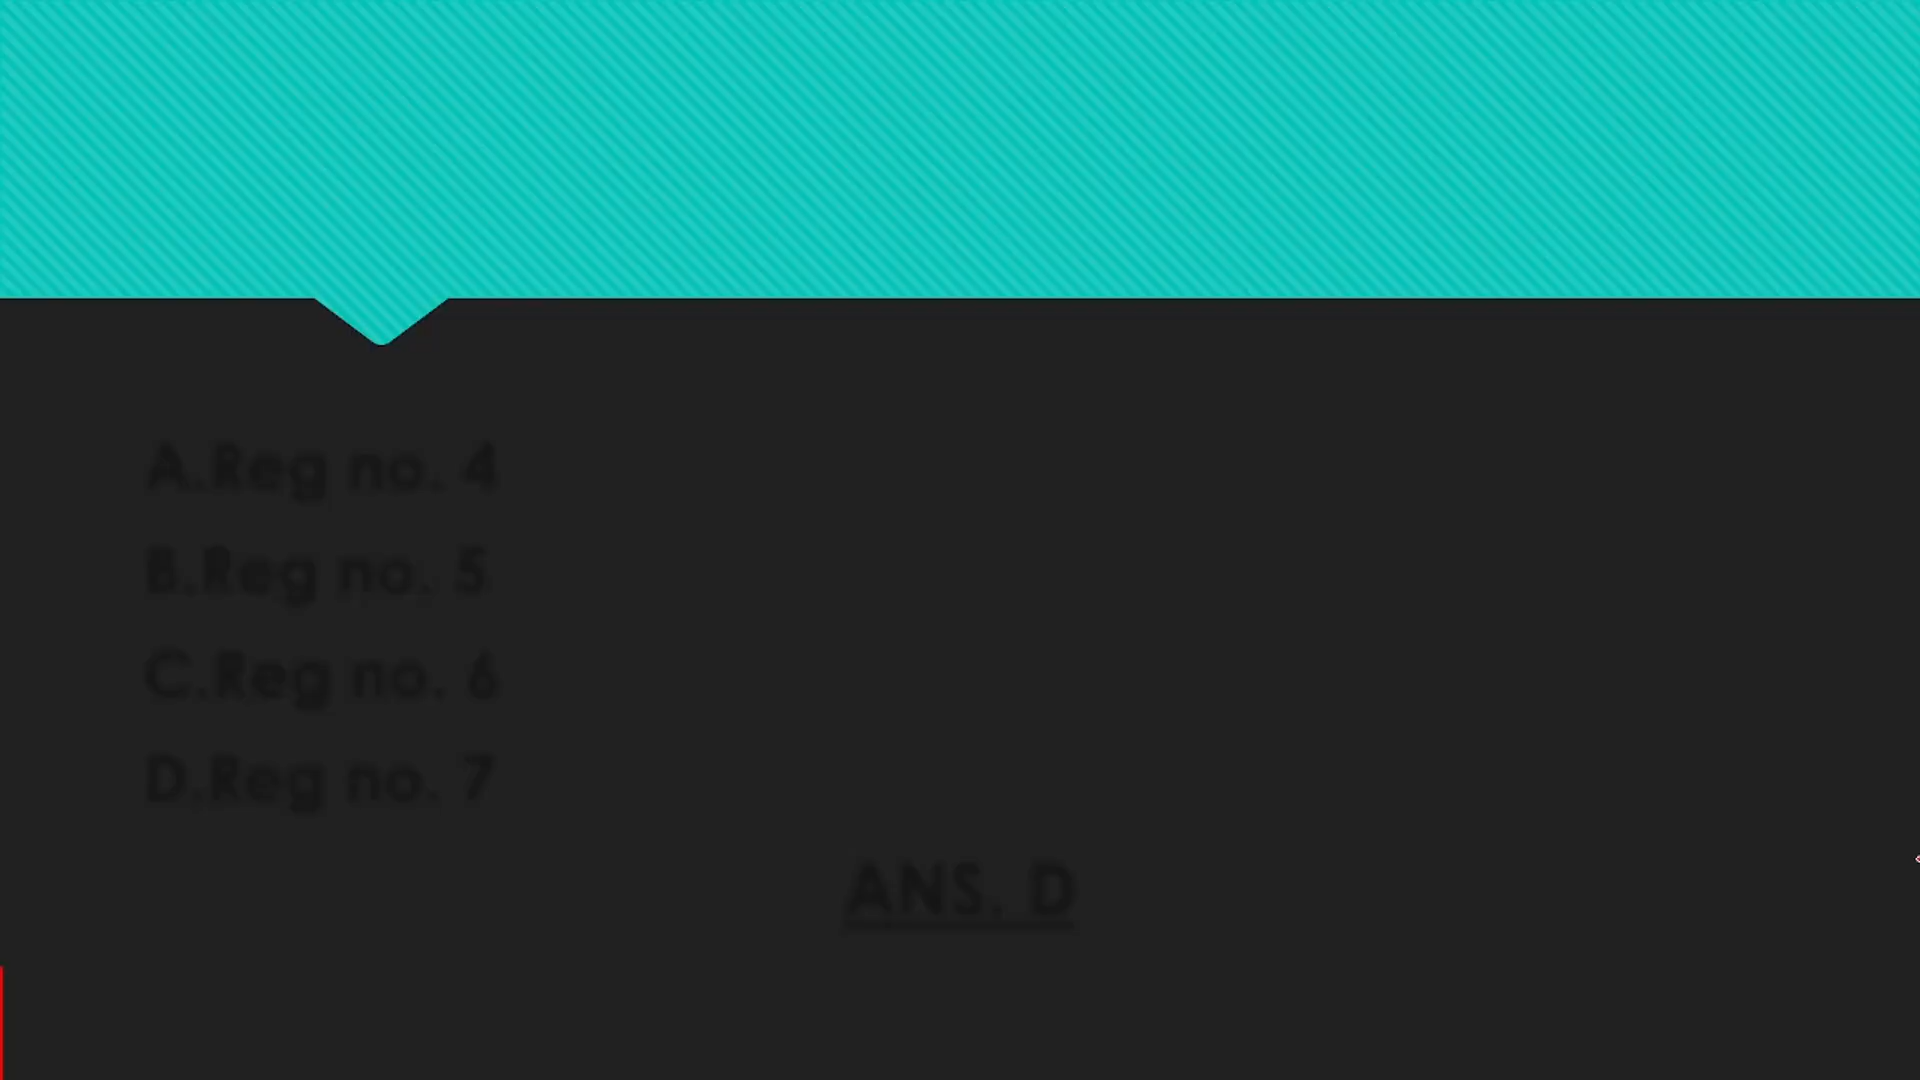 A.Reg no. 4
B.Reg no. 5
C.Reg no. 6
D.Reg no. 7
ANS. D